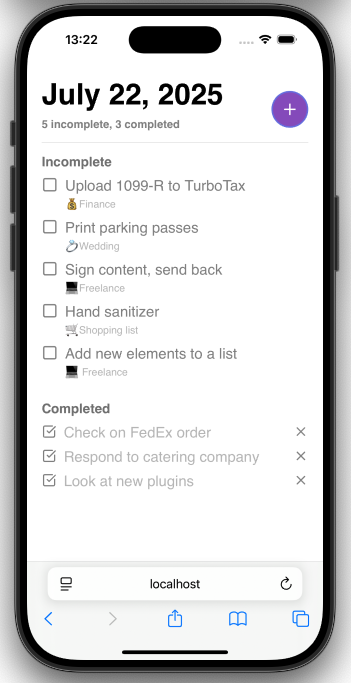 13:22
July 22, 2025
5 incomplete, 3 completed
Incomplete
Upload 1099-R to TurboTax
💰Finance
Print parking passes
💍Wedding
Sign content, send back
💻Freelance
Hand sanitizer
🛒Shopping list
Add new elements to a list
💻 Freelance
Completed
Check on FedEx order
Respond to catering company
Look at new plugins
localhost